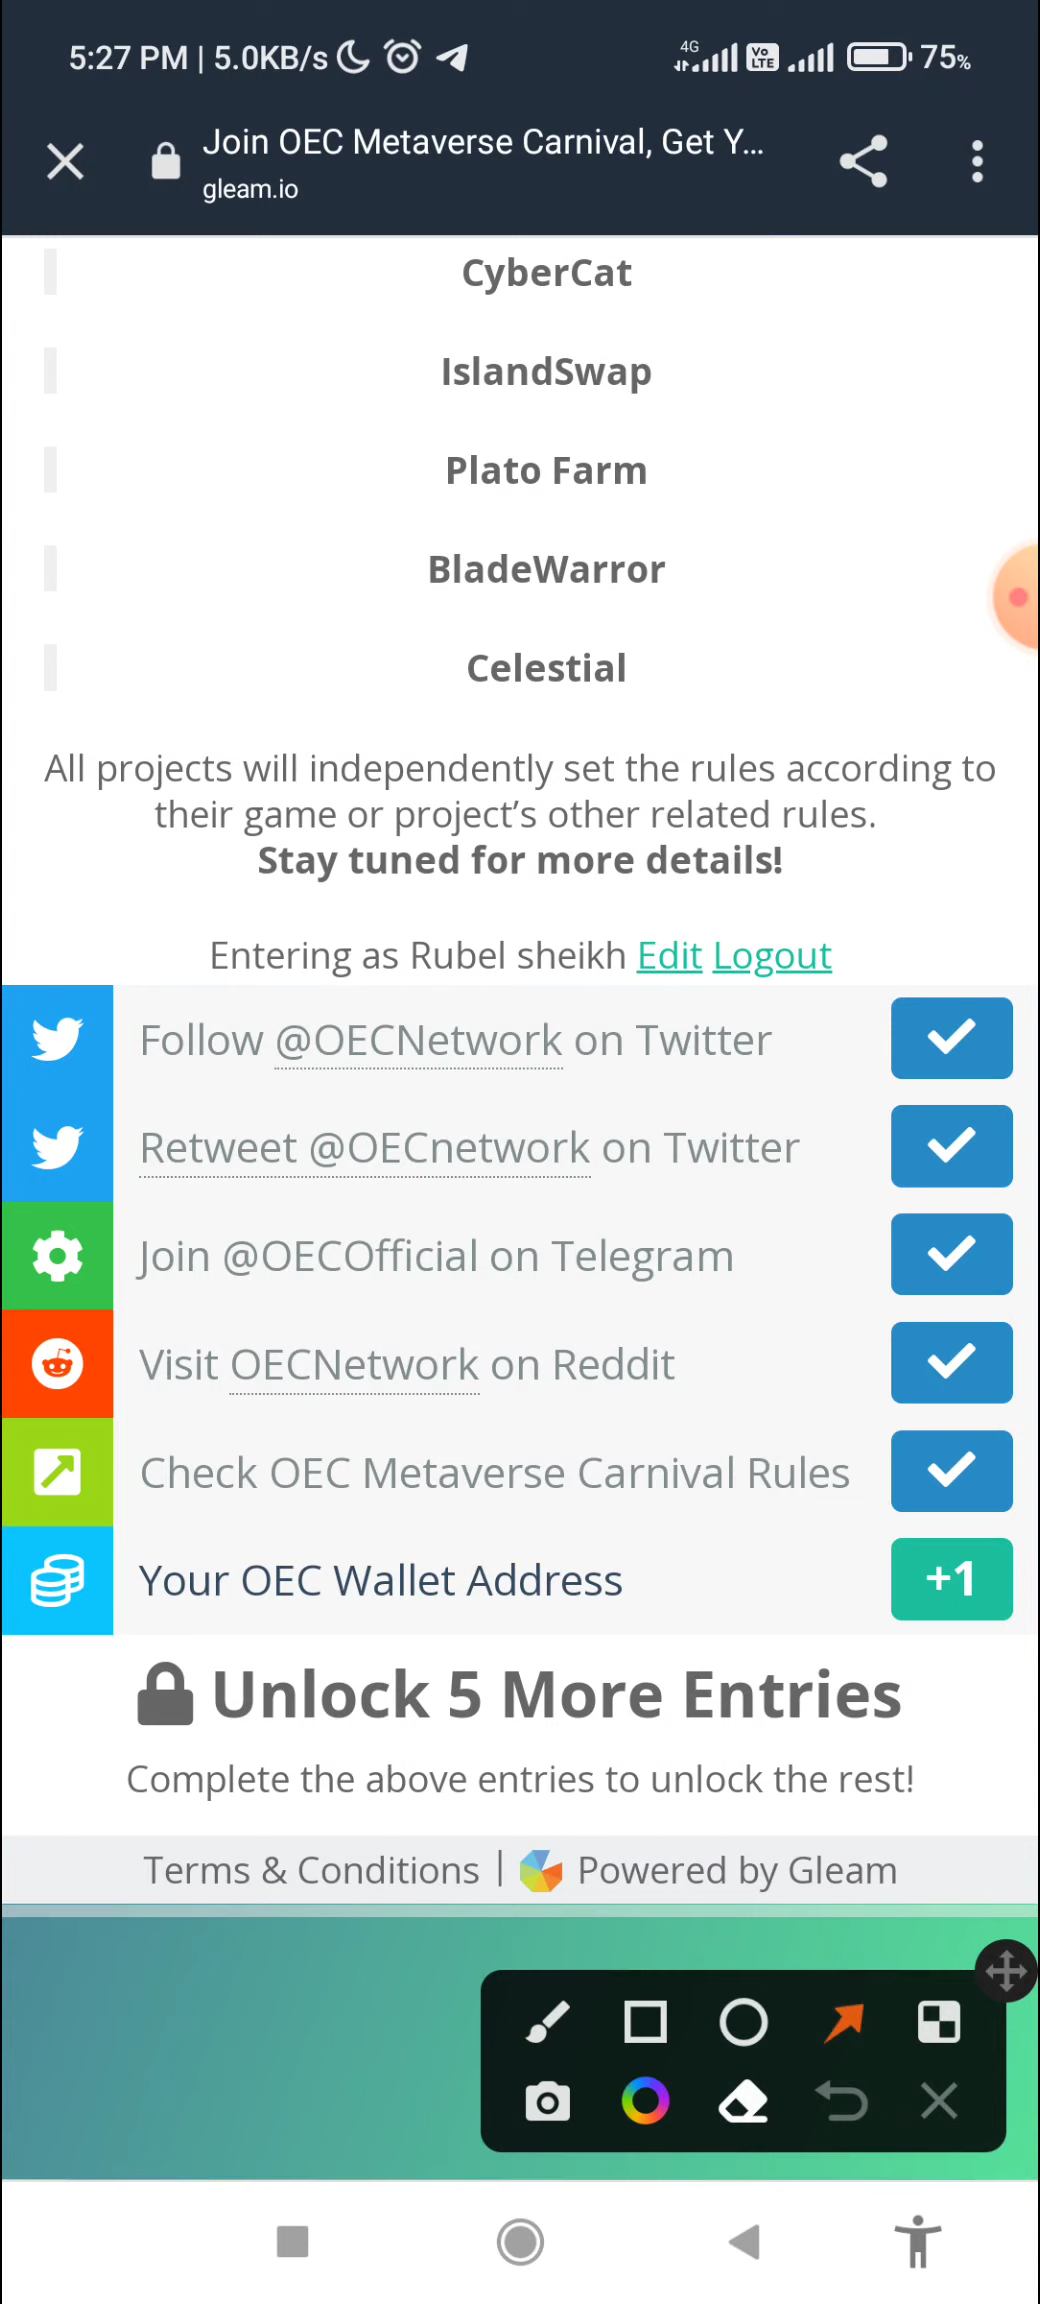 5:27 PM | 5.0KB/s
4G
Vo
LTE
75%
Join OEC Metaverse Carnival, Get Y...
gleam.io
CyberCat
IslandSwap
Plato Farm
BladeWarror
Celestial
All projects will independently set the rules according to
their game or project’s other related rules.
Stay tuned for more details!
Entering as Rubel sheikh Edit Logout
Follow @OECNetwork on Twitter
Retweet @OECnetwork on Twitter
Join @OECOfficial on Telegram
Visit OECNetwork on Reddit
Check OEC Metaverse Carnival Rules
Your OEC Wallet Address
+1
Unlock 5 More Entries
Complete the above entries to unlock the rest!
Terms & Conditions | Powered by Gleam